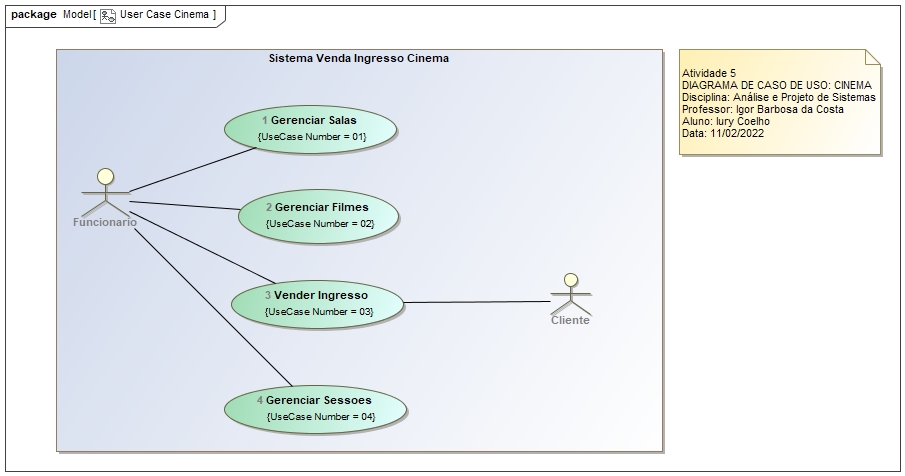 package Model [ User Case Cinema ]
Sistema Venda Ingresso Cinema
Atividade 5
DIAGRAMA DE CASO DE USO: CINEMA
Disciplina: Análise e Projeto de Sistemas
Professor: Igor Barbosa da Costa
Aluno: Iury Coelho
Data: 11/02/2022
1 Gerenciar Salas
{UseCase Number = 01}
Funcionario
2 Gerenciar Filmes
{UseCase Number = 02}
3 Vender Ingresso
{UseCase Number = 03}
Cliente
4 Gerenciar Sessoes
{UseCase Number = 04}